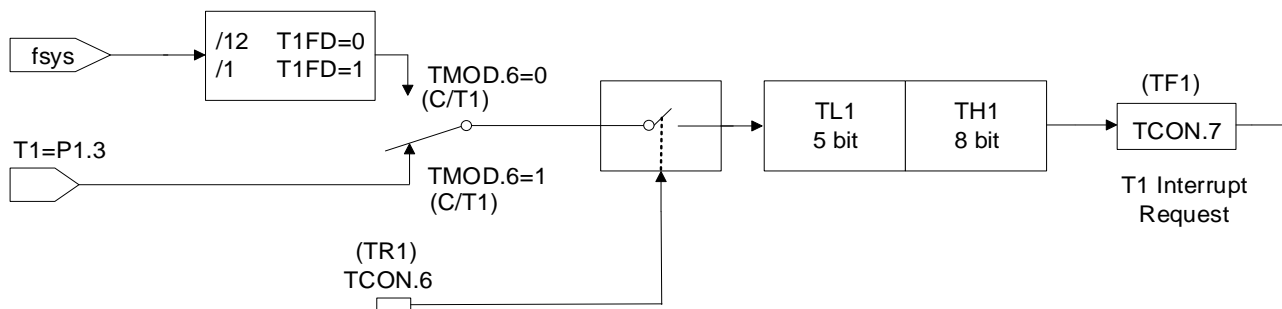 fsys
/12 T1FD=0
/1 T1FD=1
TMOD.6=0
(C/T1)
T1=P1.3
TMOD.6=1
(C/T1)
(TR1)
TCON.6
TL1
5 bit
TH1
8 bit
(TF1)
TCON.7
T1 Interrupt
Request